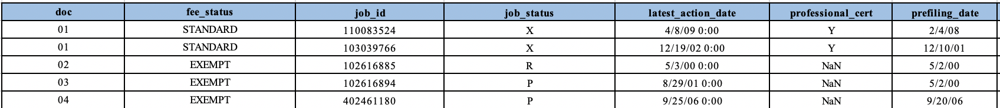 doc fee_status job_id job_status latest_action_date professional_cert prefiling_date
01 STANDARD 110083524 X 4/8/09 0:00 Y 2/4/08
01 STANDARD 103039766 X 12/19/02 0:00 Y 12/10/01
02 EXEMPT 102616885 R 5/3/00 0:00 NaN 5/2/00
03 EXEMPT 102616894 P 8/29/01 0:00 NaN 5/2/00
04 EXEMPT 402461180 P 9/25/06 0:00 NaN 9/20/06